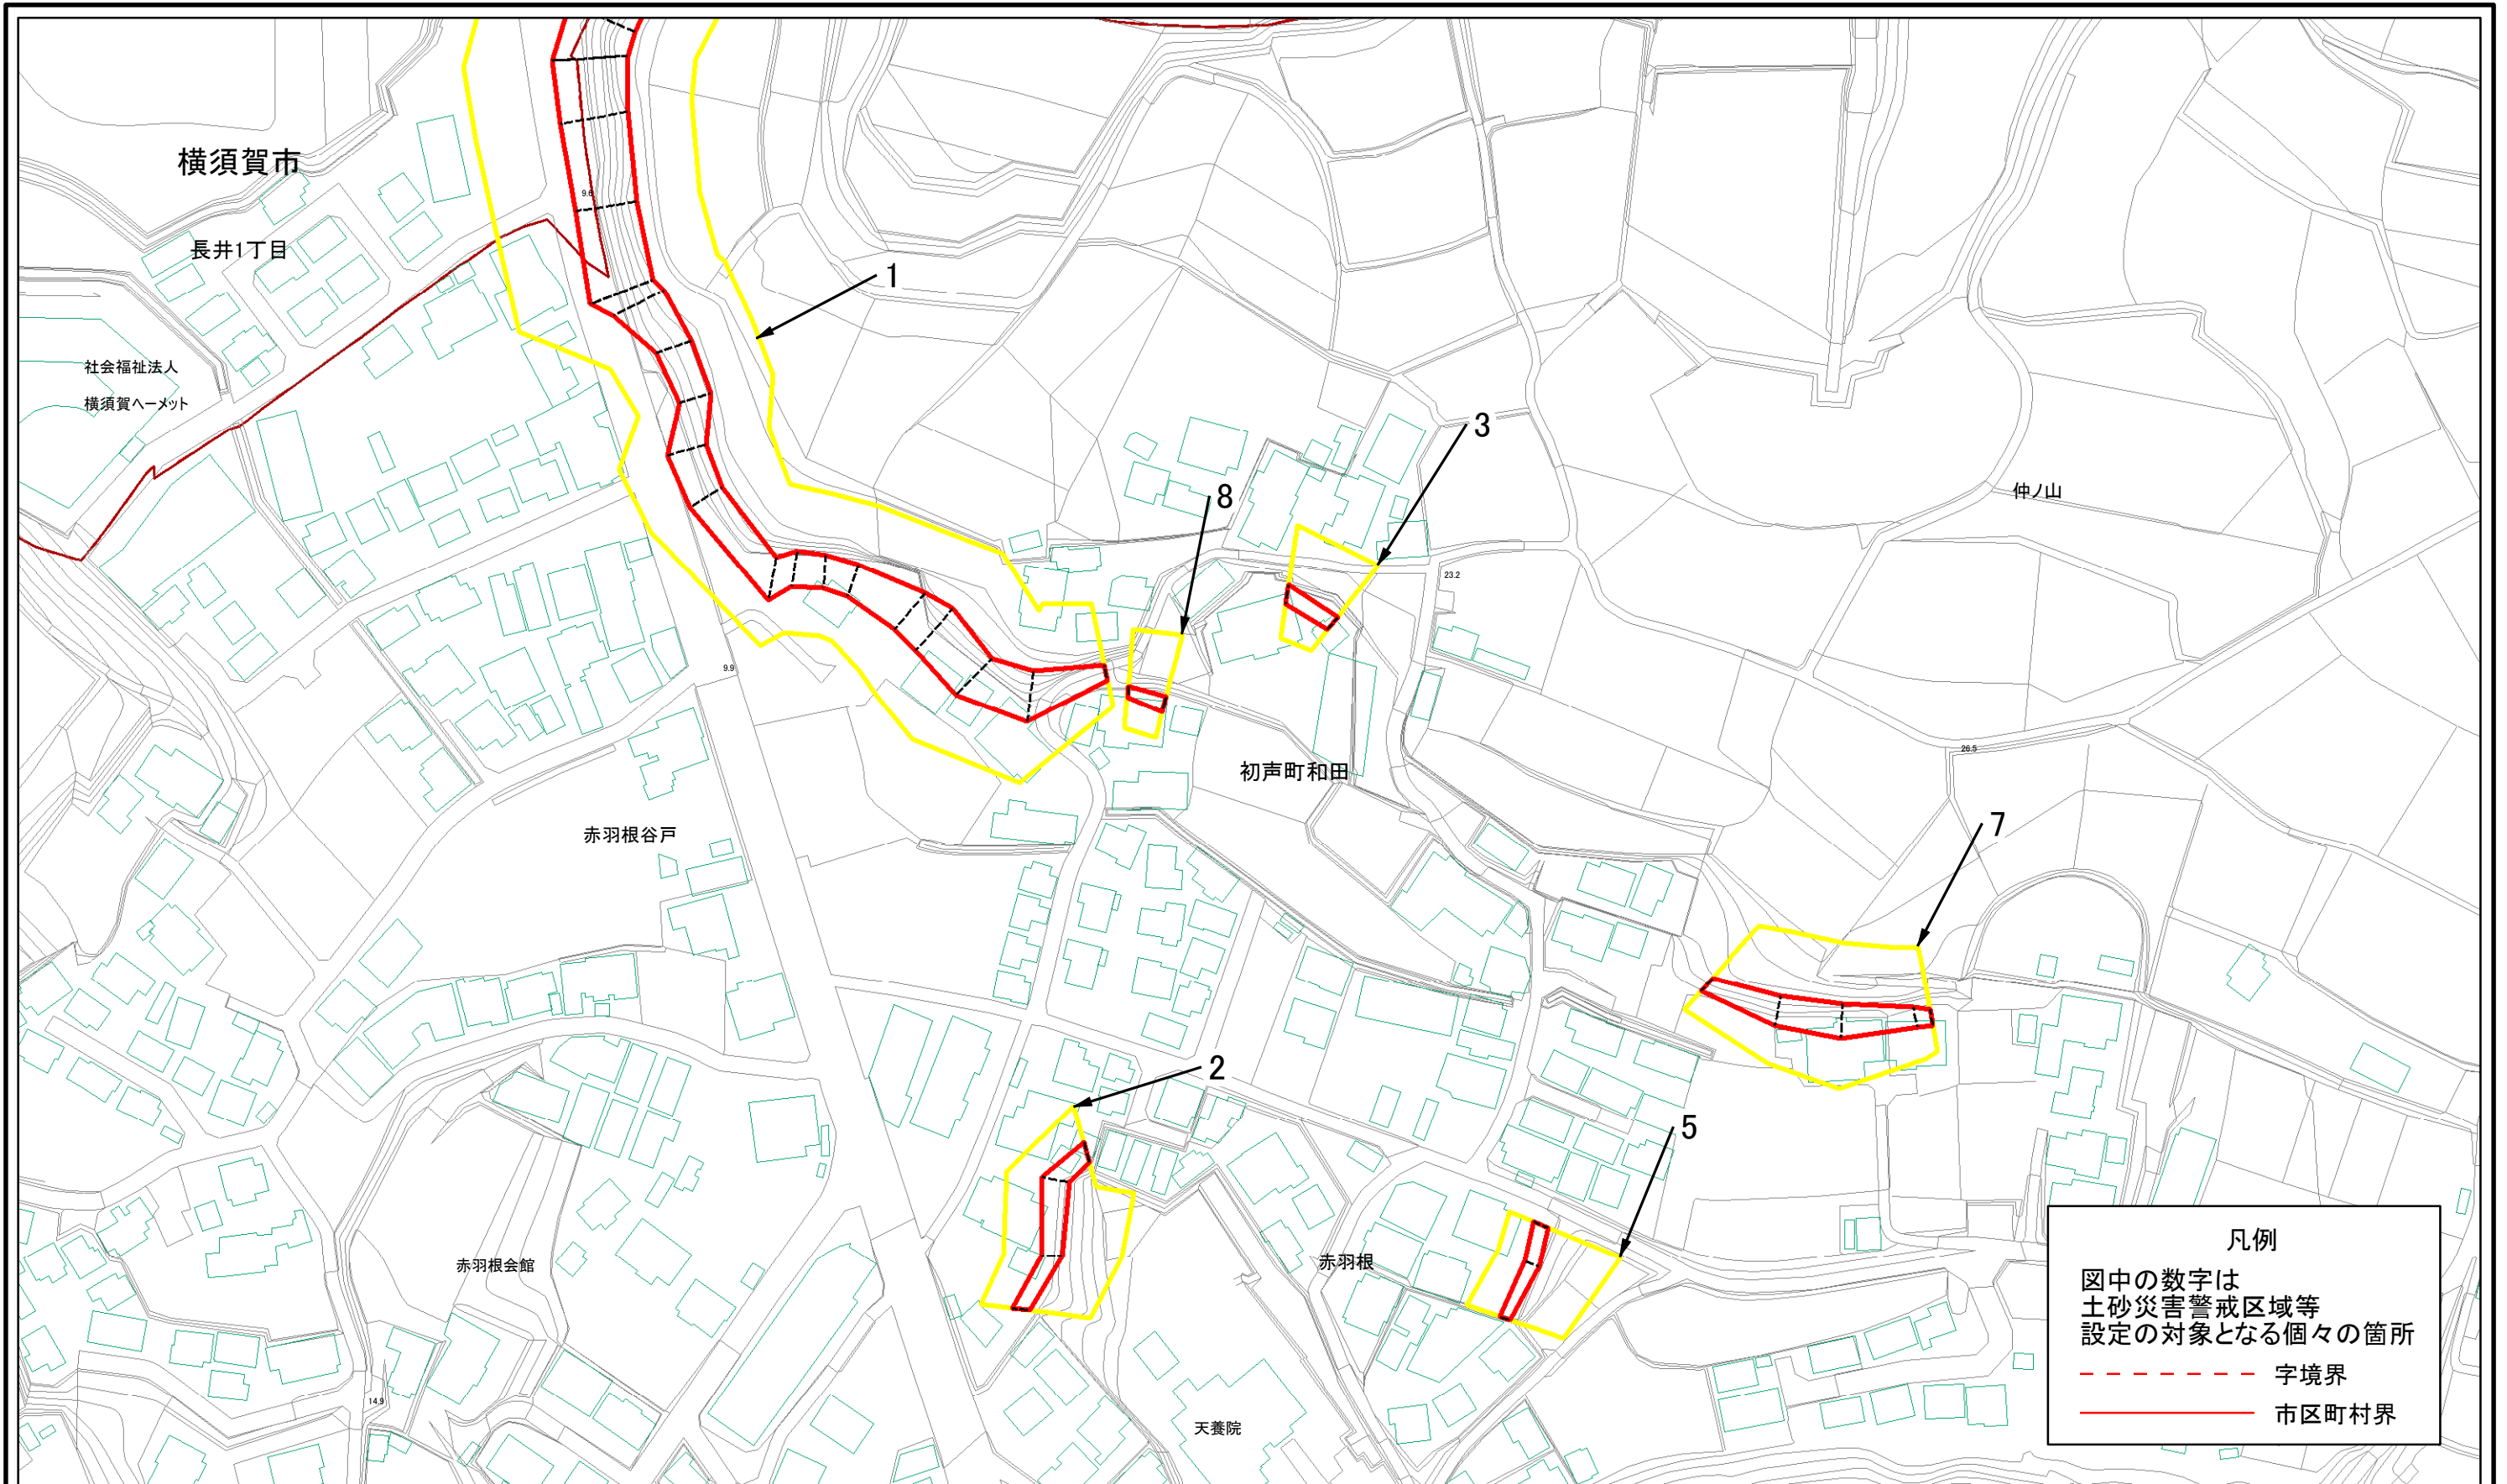 横須賀市
9.6
長井1丁目
1
社会福祉法人
横須賀ヘーメット
3
8
仲ノ山
23.2
9.9
26.5
初声町和田
7
赤羽根谷戸
2
5
赤羽根会館
赤羽根
14.9
天養院
凡例
図中の数字は
土砂災害警戒区域等
設定の対象となる個々の箇所
字境界
市区町村界